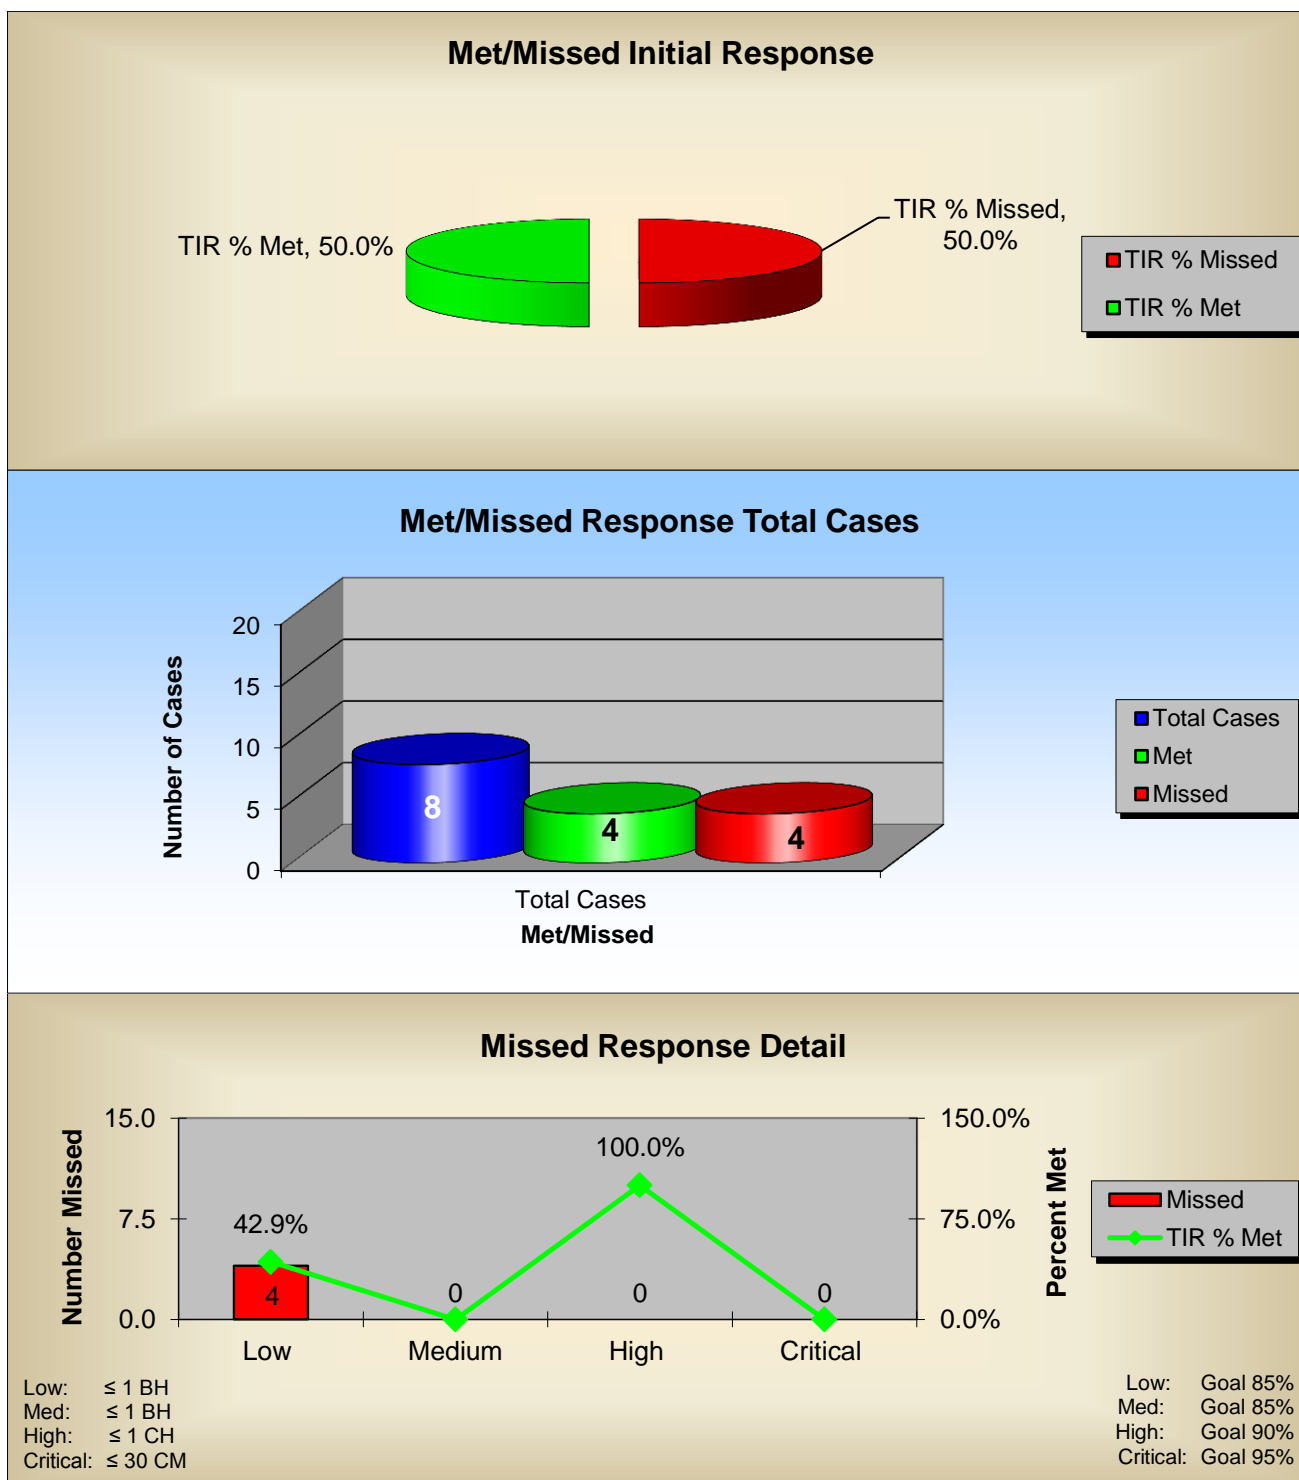 Met/Missed Initial Response
TIR % Met, 50.0%
TIR % Missed,
50.0%
TIR % Missed
TIR % Met
Met/Missed Response Total Cases
Number of Cases
20
15
10
5
0
8
4
4
Total Cases
Met/Missed
Total Cases
Met
Missed
Missed Response Detail
Number Missed
15.0
7.5
0.0
42.9%
100.0%
4
0
0
0
Low
Medium
High
Critical
150.0%
75.0%
0.0%
Percent Met
Missed
TIR % Met
Low: ≤ 1 BH
Med: ≤ 1 BH
High: ≤ 1 CH
Critical: ≤ 30 CM
Low: Goal 85%
Med: Goal 85%
High: Goal 90%
Critical: Goal 95%